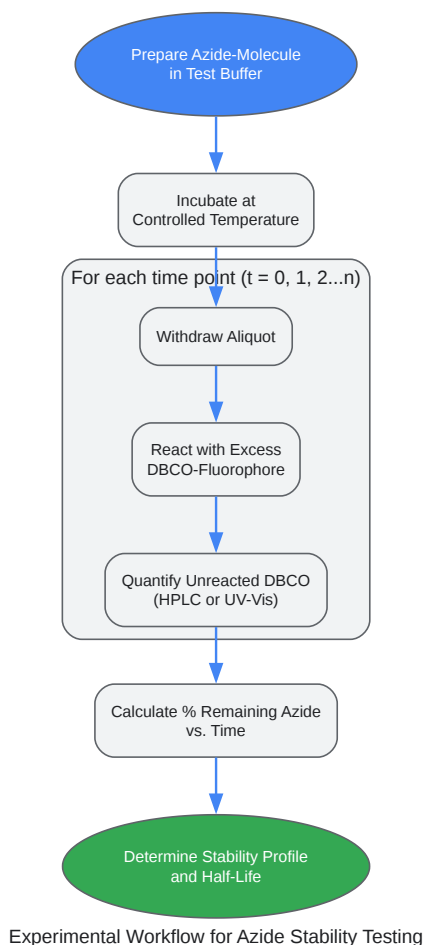 Prepare Azide-Molecule
in Test Buffer
Incubate at
Controlled Temperature
For each time point (t = 0, 1, 2...n)
Withdraw Aliquot
React with Excess
DBCO-Fluorophore
Quantify Unreacted DBCO
(HPLC or UV-Vis)
Calculate % Remaining Azide
vs. Time
Determine Stability Profile
and Half-Life
Experimental Workflow for Azide Stability Testing